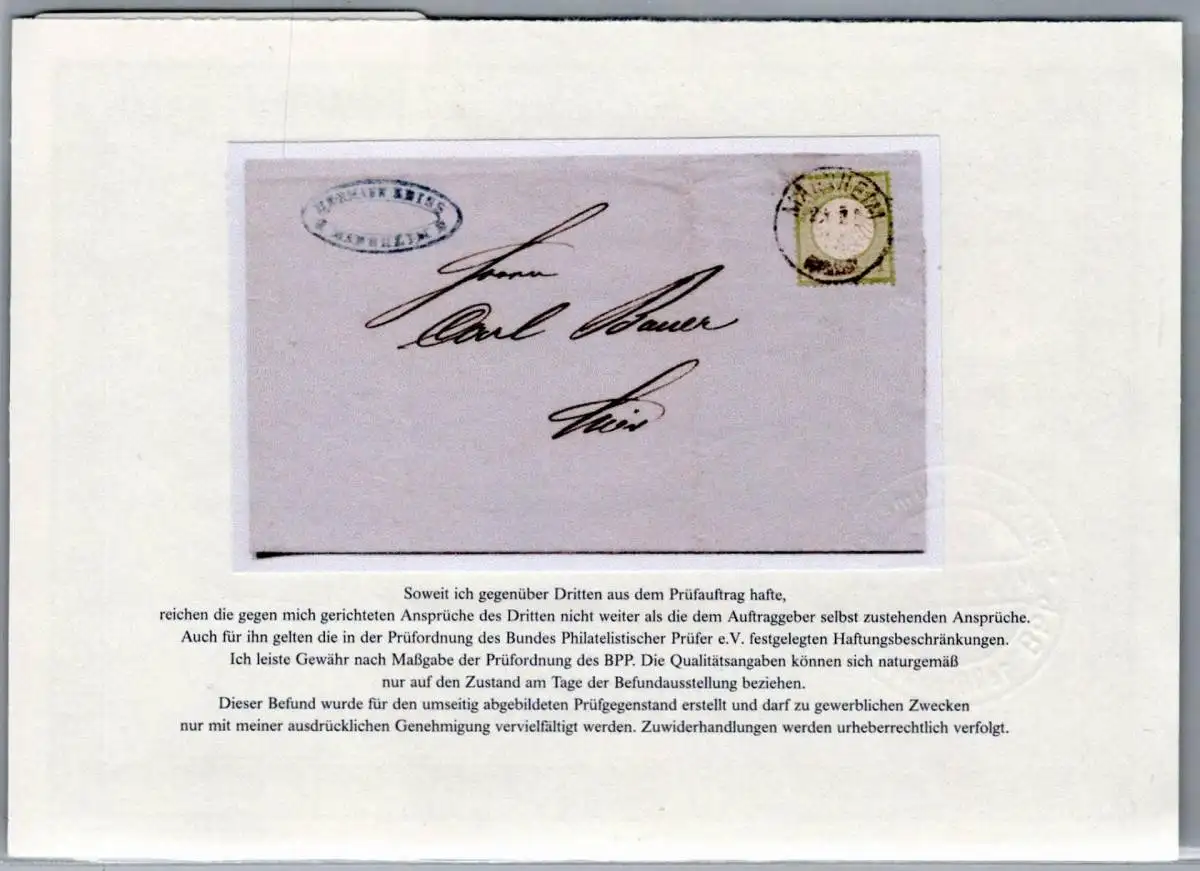 HERMANN
MANNHEIM
MANNHEIM
Herrn
Carl Bauer
hier
Soweit ich gegenüber Dritten aus dem Prüfauftrag hafte,
reichen die gegen mich gerichteten Ansprüche des Dritten nicht weiter als die dem Auftraggeber selbst zustehenden Ansprüche.
Auch für ihn gelten die in der Prüfordnung des Bundes Philatelistischer Prüfer e.V. festgelegten Haftungsbeschränkungen.
Ich leiste Gewähr nach Maßgabe der Prüfordnung des BPP. Die Qualitätsangaben können sich naturgemäß
nur auf den Zustand am Tage der Befundausstellung beziehen.
Dieser Befund wurde für den umseitig abgebildeten Prüfgegenstand erstellt und darf zu gewerblichen Zwecken
nur mit meiner ausdrücklichen Genehmigung vervielfältigt werden. Zuwiderhandlungen werden urheberrechtlich verfolgt.